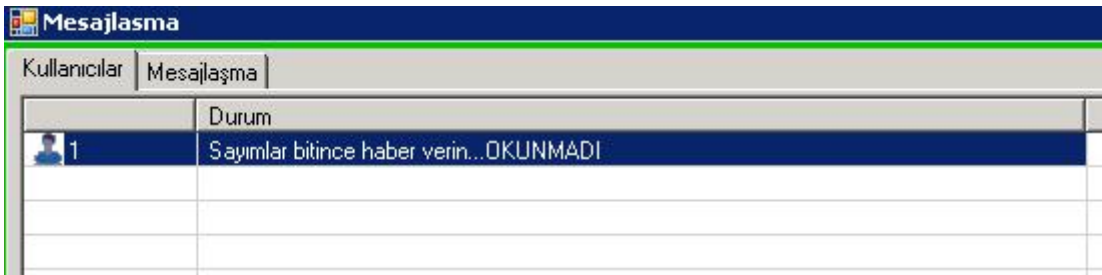 Mesajlasma
Kullanıcılar Mesajlaşma
Durum
1 Sayımlar bitince haber verin...OKUNMADI